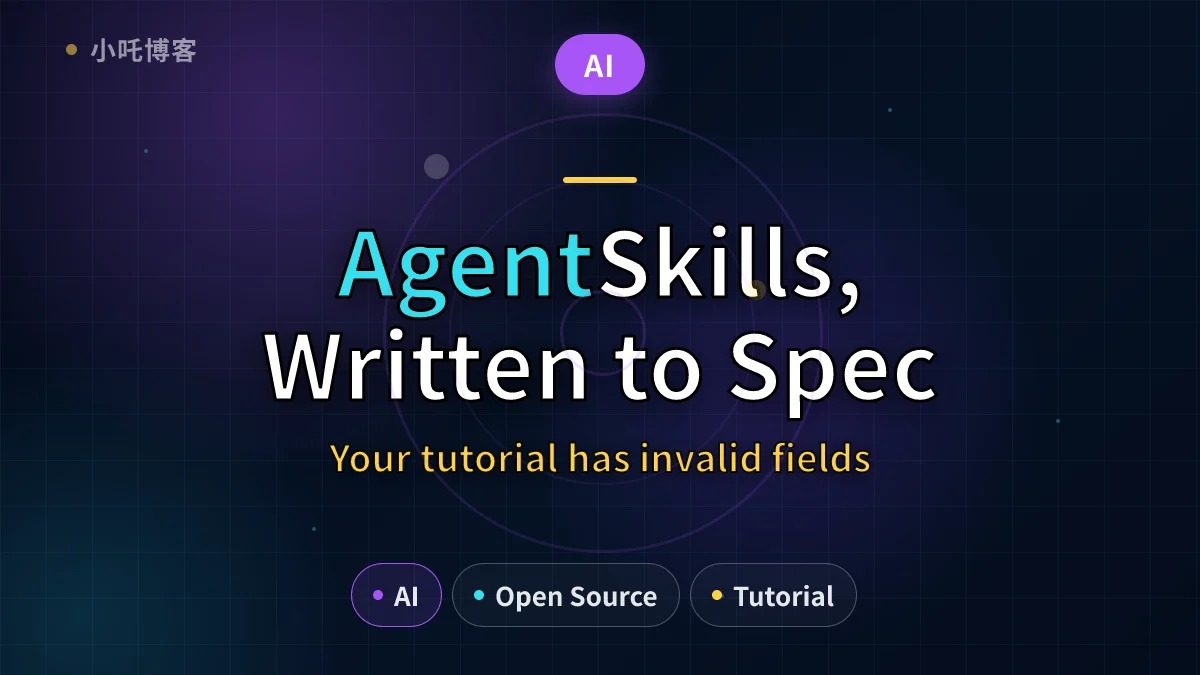 小吒博客
AI
AgentSkills,
Written to Spec
Your tutorial has invalid fields
AI
Open Source
Tutorial